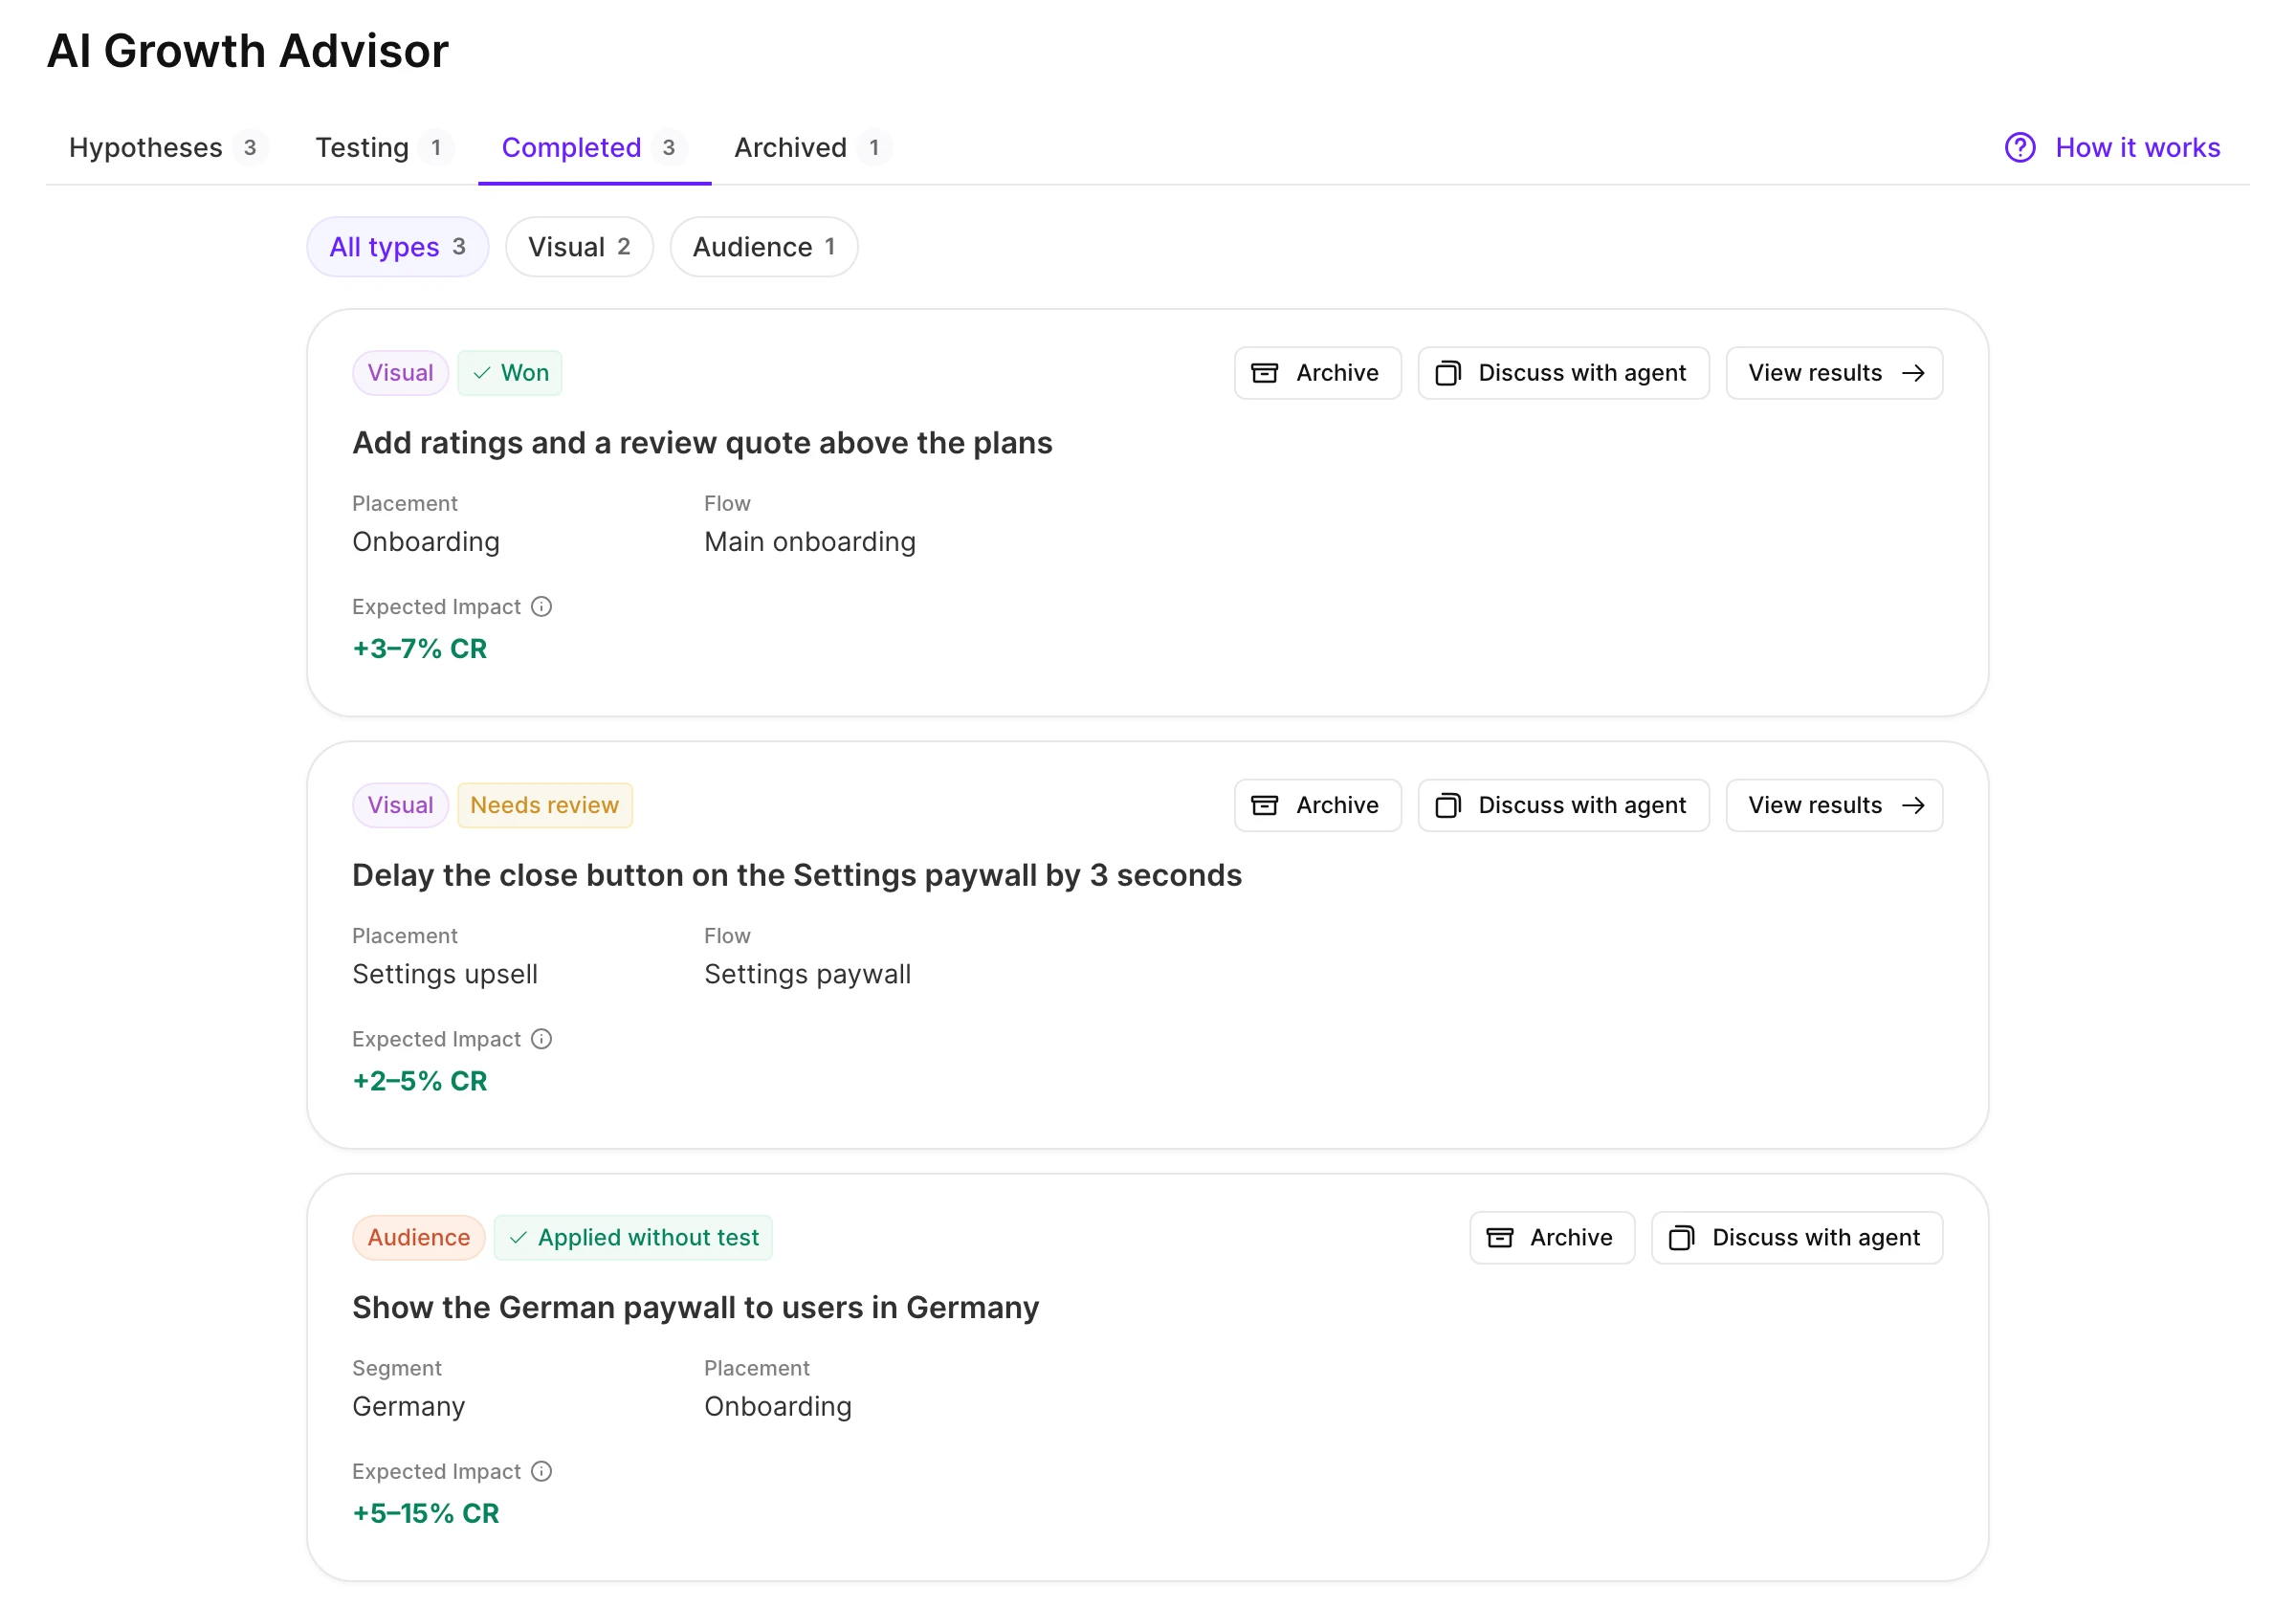 AI Growth Advisor
Hypotheses 3 Testing 1 Completed 3 Archived 1 How it works
All types 3 Visual 2 Audience 1
Visual Won Archive Discuss with agent View results
Add ratings and a review quote above the plans
Placement Flow
Onboarding Main onboarding
Expected Impact
+3–7% CR
Visual Needs review Archive Discuss with agent View results
Delay the close button on the Settings paywall by 3 seconds
Placement Flow
Settings upsell Settings paywall
Expected Impact
+2–5% CR
Audience Applied without test Archive Discuss with agent
Show the German paywall to users in Germany
Segment Placement
Germany Onboarding
Expected Impact
+5–15% CR